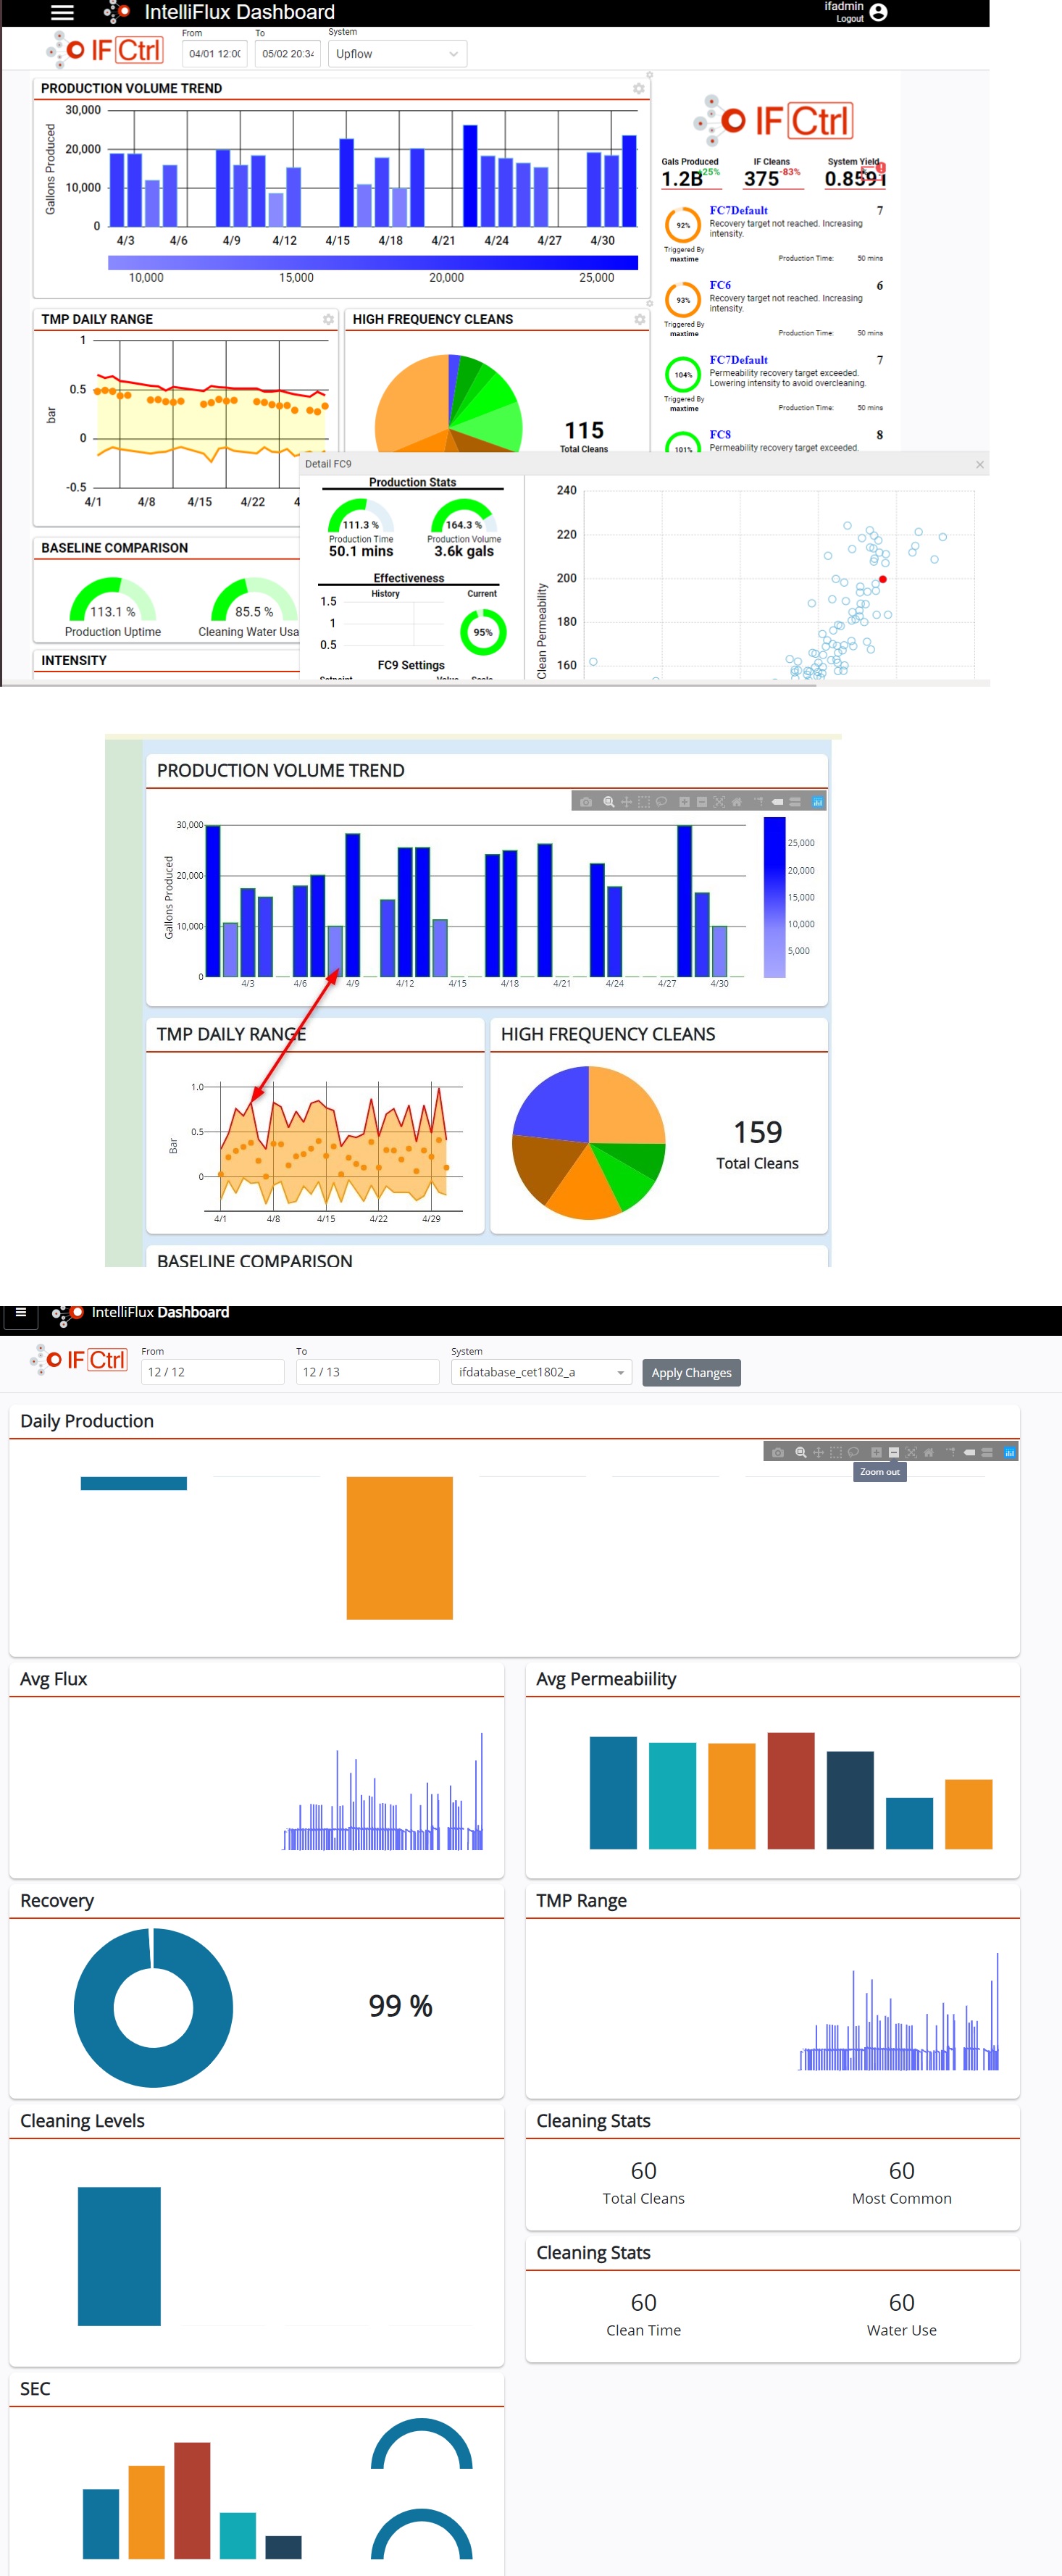 IntelliFlux Dashboard
ifadmin
Logout
IF Ctrl
From
To
System
04/01 12:0
05/02 20:3
Upflow
PRODUCTION VOLUME TREND
30,000
20,000
10,000
0
Gallons Produced
4/3 4/6 4/9 4/12 4/15 4/18 4/21 4/24 4/27 4/30
10,000 15,000 20,000 25,000
IF Ctrl
Gals Produced IF Cleans System Yield
1.2B 25% 375 -83% 0.8591
FC7Default 7
92%
Recovery target not reached. Increasing
intensity.
Triggered By
maxtime
Production Time: 50 mins
FC6 6
93%
Recovery target not reached. Increasing
intensity.
Triggered By
maxtime
Production Time: 50 mins
FC7Default 7
104%
Permeability recovery target exceeded.
Lowering intensity to avoid overcleaning.
Triggered By
maxtime
Production Time: 50 mins
FC8 8
101%
Permeability recovery target exceeded.
TMP DAILY RANGE
1
0.5
0
-0.5
bar
4/1 4/8 4/15 4/22 4
HIGH FREQUENCY CLEANS
115
Total Cleans
BASELINE COMPARISON
113.1 %
Production Uptime
85.5 %
Cleaning Water Usa
INTENSITY
Detail FC9
Production Stats
111.3 %
Production Time
50.1 mins
164.3 %
Production Volume
3.6k gals
Effectiveness
History Current
1.5
1
0.5
95%
FC9 Settings
Setpoint Value Scale
240
220
200
180
160
Clean Permeability
PRODUCTION VOLUME TREND
30,000
20,000
10,000
0
Gallons Produced
4/3 4/6 4/9 4/12 4/15 4/18 4/21 4/24 4/27 4/30
25,000
20,000
15,000
10,000
5,000
TMP DAILY RANGE
1.0
0.5
0
Bar
4/1 4/8 4/15 4/22 4/29
HIGH FREQUENCY CLEANS
159
Total Cleans
BASELINE COMPARISON
IntelliFlux Dashboard
IF Ctrl
From
To
System
12 / 12
12 / 13
ifdatabase_cet1802_a
Apply Changes
Daily Production
Zoom out
Avg Flux
Avg Permeabiility
Recovery
99 %
TMP Range
Cleaning Levels
Cleaning Stats
60
Total Cleans
60
Most Common
Cleaning Stats
60
Clean Time
60
Water Use
SEC